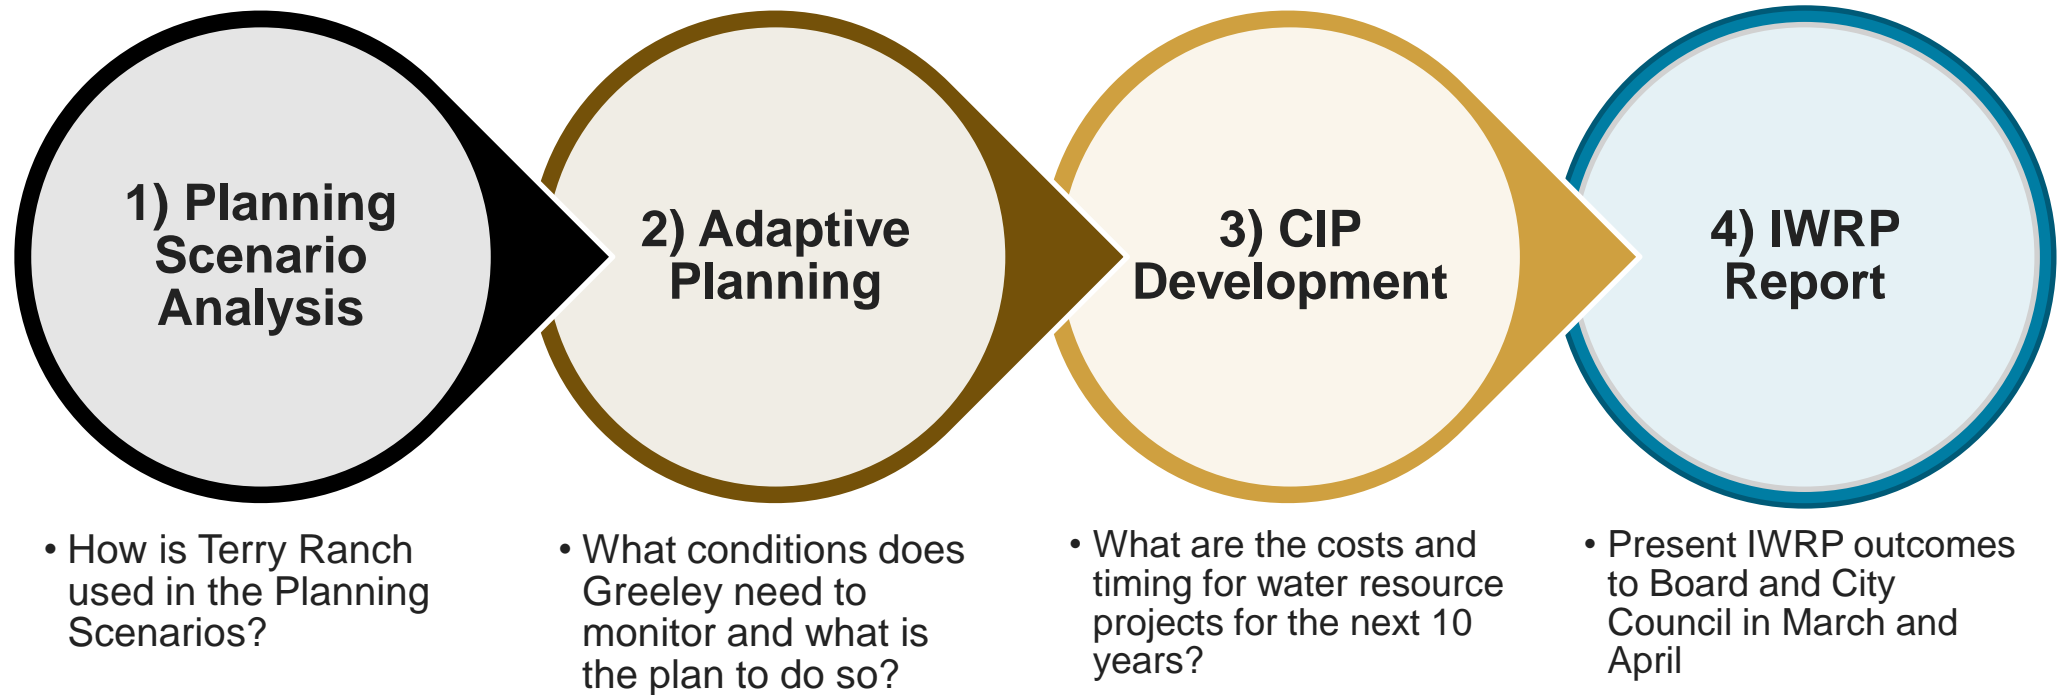 1) Planning
Scenario
Analysis
2) Adaptive
Planning
3) CIP
Development
4) IWRP
Report
• How is Terry Ranch
used in the Planning
Scenarios?
• What conditions does
Greeley need to
monitor and what is
the plan to do so?
• What are the costs and
timing for water resource
projects for the next 10
years?
• Present IWRP outcomes
to Board and City
Council in March and
April